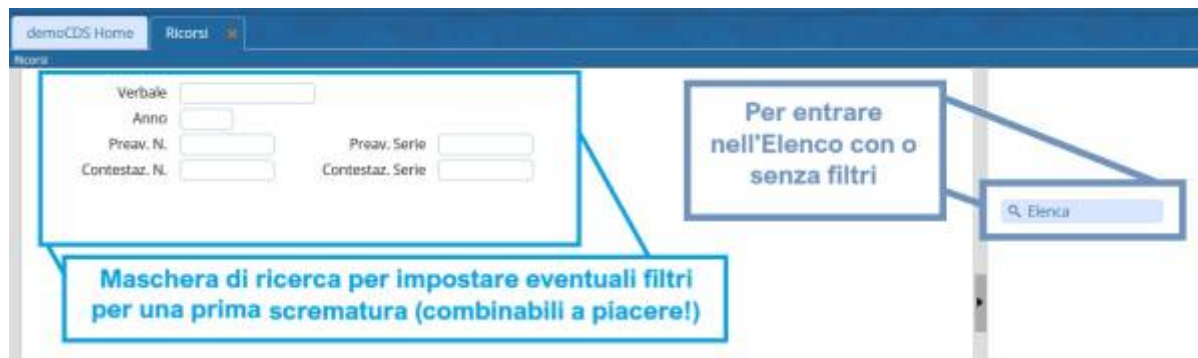 demoCDS Home Ricorsi ×
Ricorsi
Verbale
Anno
Preav. N. Preav. Serie
Contestaz. N. Contestaz. Serie
Per entrare
nell'Elenco con o
senza filtri
Elenca
Maschera di ricerca per impostare eventuali filtri
per una prima scrematura (combinabili a piacere!)